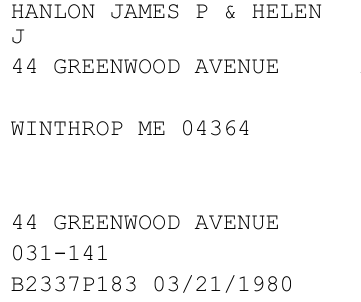 HANLON JAMES P & HELEN
J
44 GREENWOOD AVENUE
WINTHROP ME 04364
44 GREENWOOD AVENUE
031-141
B2337P183 03/21/1980